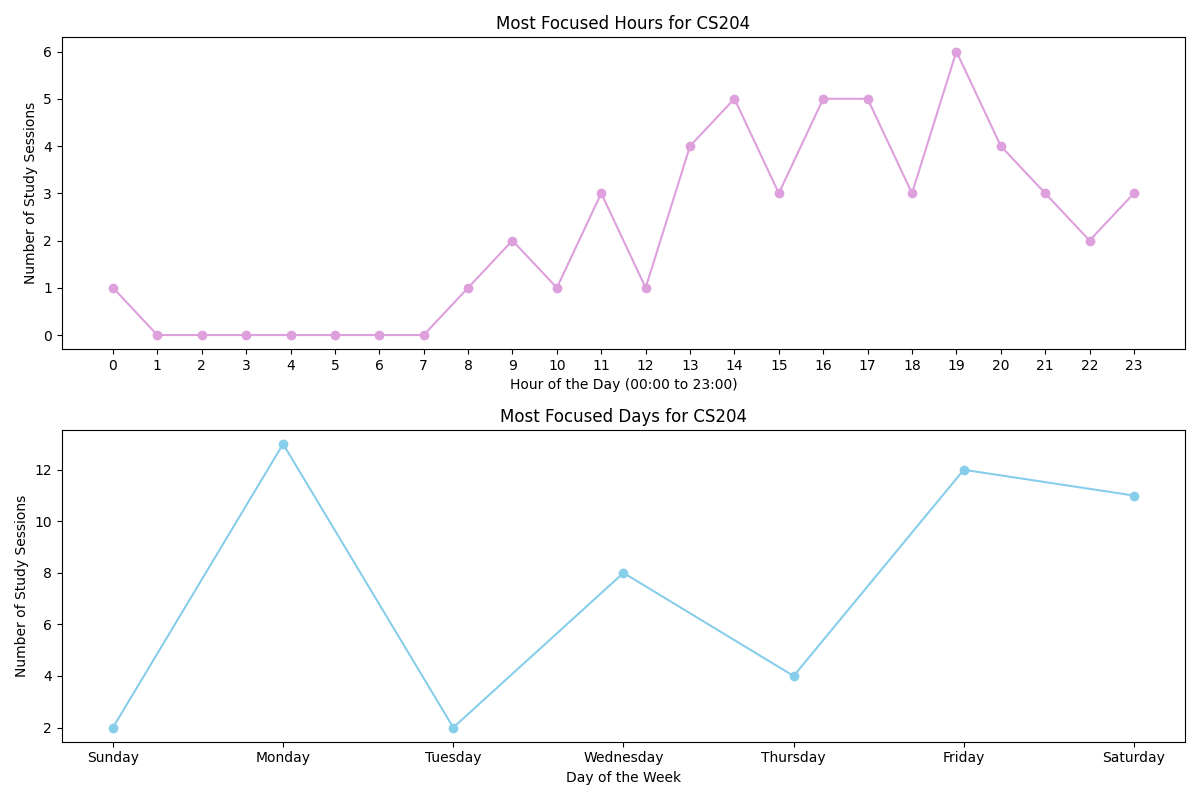 Most Focused Hours for CS204
Number of Study Sessions
6
5
4
3
2
1
0
0 1 2 3 4 5 6 7 8 9 10 11 12 13 14 15 16 17 18 19 20 21 22 23
Hour of the Day (00:00 to 23:00)
Most Focused Days for CS204
Number of Study Sessions
12
10
8
6
4
2
Sunday Monday Tuesday Wednesday Thursday Friday Saturday
Day of the Week